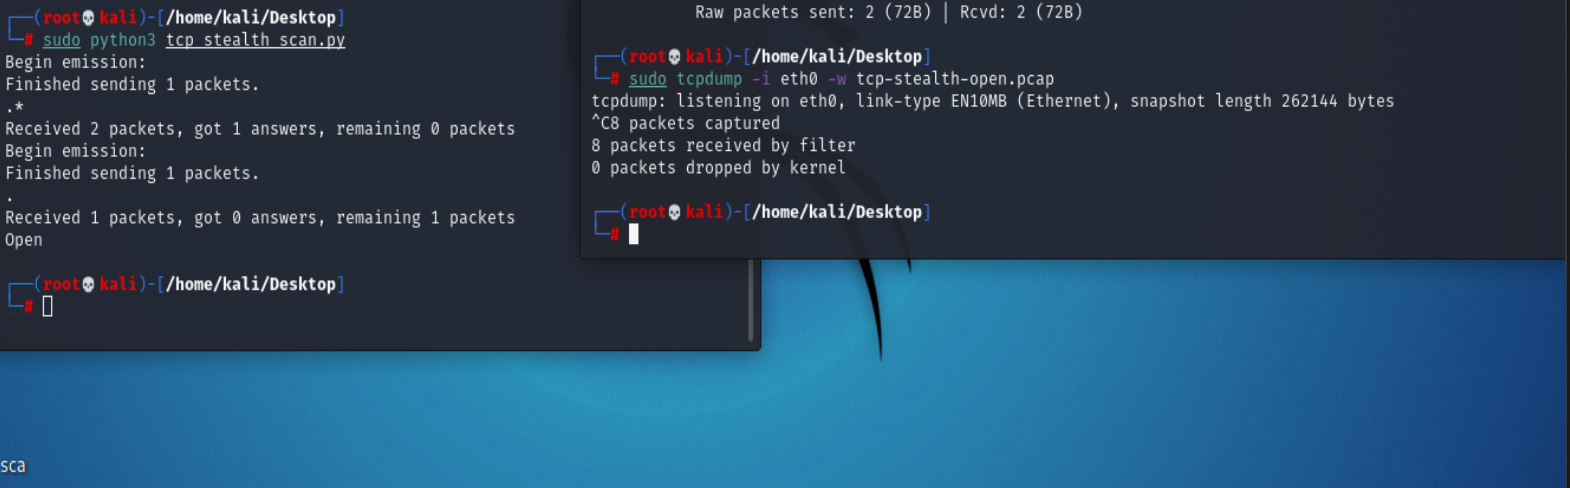 ┌──(root💀kali)-[/home/kali/Desktop]
└─# sudo python3 tcp_stealth_scan.py
Begin emission:
Finished sending 1 packets.
.*
Received 2 packets, got 1 answers, remaining 0 packets
Begin emission:
Finished sending 1 packets.
.
Received 1 packets, got 0 answers, remaining 1 packets
Open
┌──(root💀kali)-[/home/kali/Desktop]
└─#
Raw packets sent: 2 (72B) | Rcvd: 2 (72B)
┌──(root💀kali)-[/home/kali/Desktop]
└─# sudo tcpdump -i eth0 -w tcp-stealth-open.pcap
tcpdump: listening on eth0, link-type EN10MB (Ethernet), snapshot length 262144 bytes
^C8 packets captured
8 packets received by filter
0 packets dropped by kernel
┌──(root💀kali)-[/home/kali/Desktop]
└─#
sca